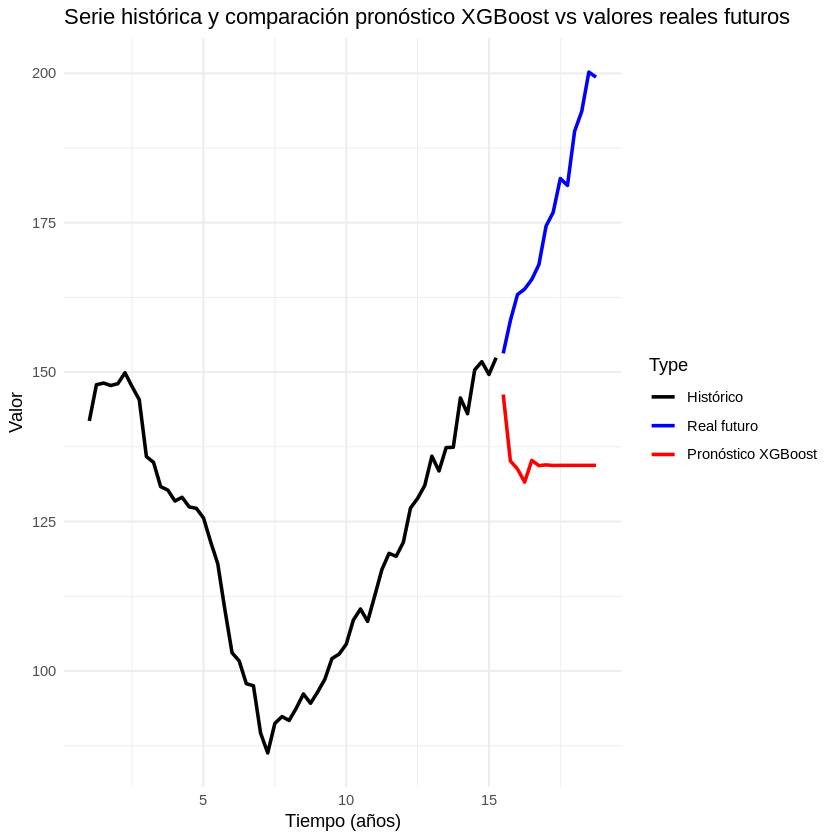 Serie histórica y comparación pronóstico XGBoost vs valores reales futuros
200
175
150
125
100
Valor
5
10
15
Tiempo (años)
Type
Histórico
Real futuro
Pronóstico XGBoost